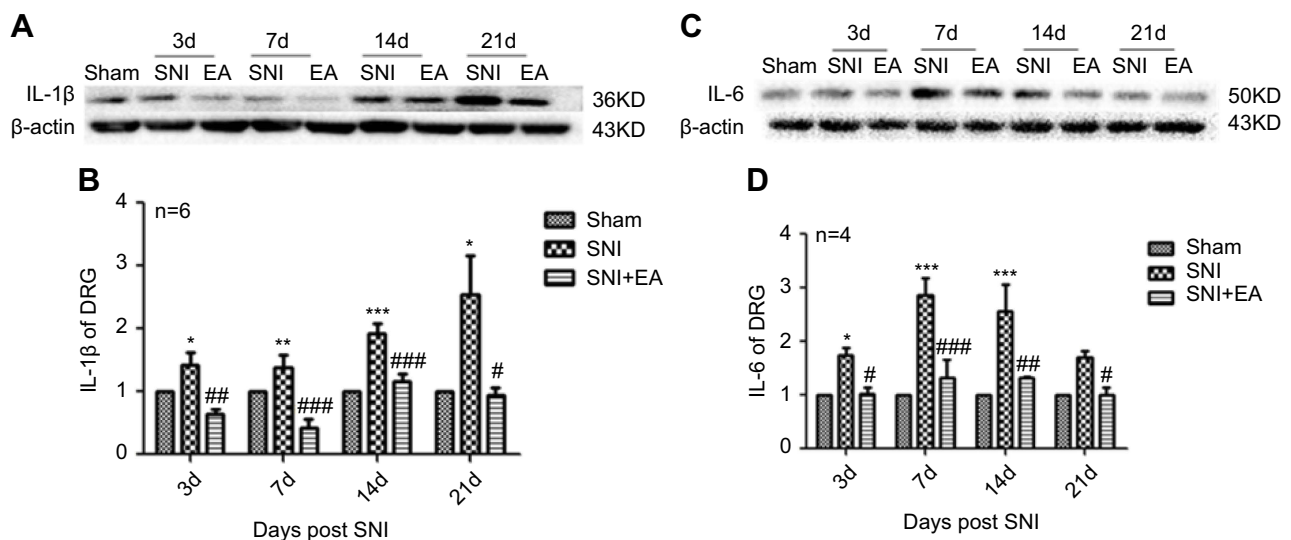 A
3d 7d 14d 21d
Sham SNI EA SNI EA SNI EA SNI EA
IL-1β 36KD
β-actin 43KD
C
3d 7d 14d 21d
Sham SNI EA SNI EA SNI EA SNI EA
IL-6 50KD
β-actin 43KD
B
n=6
IL-1β of DRG
4
3
2
1
0
* ## ** ### *** ### * #
3d 7d 14d 21d
Days post SNI
Sham
SNI
SNI+EA
D
n=4
IL-6 of DRG
4
3
2
1
0
* # *** ### *** ## #
3d 7d 14d 21d
Days post SNI
Sham
SNI
SNI+EA